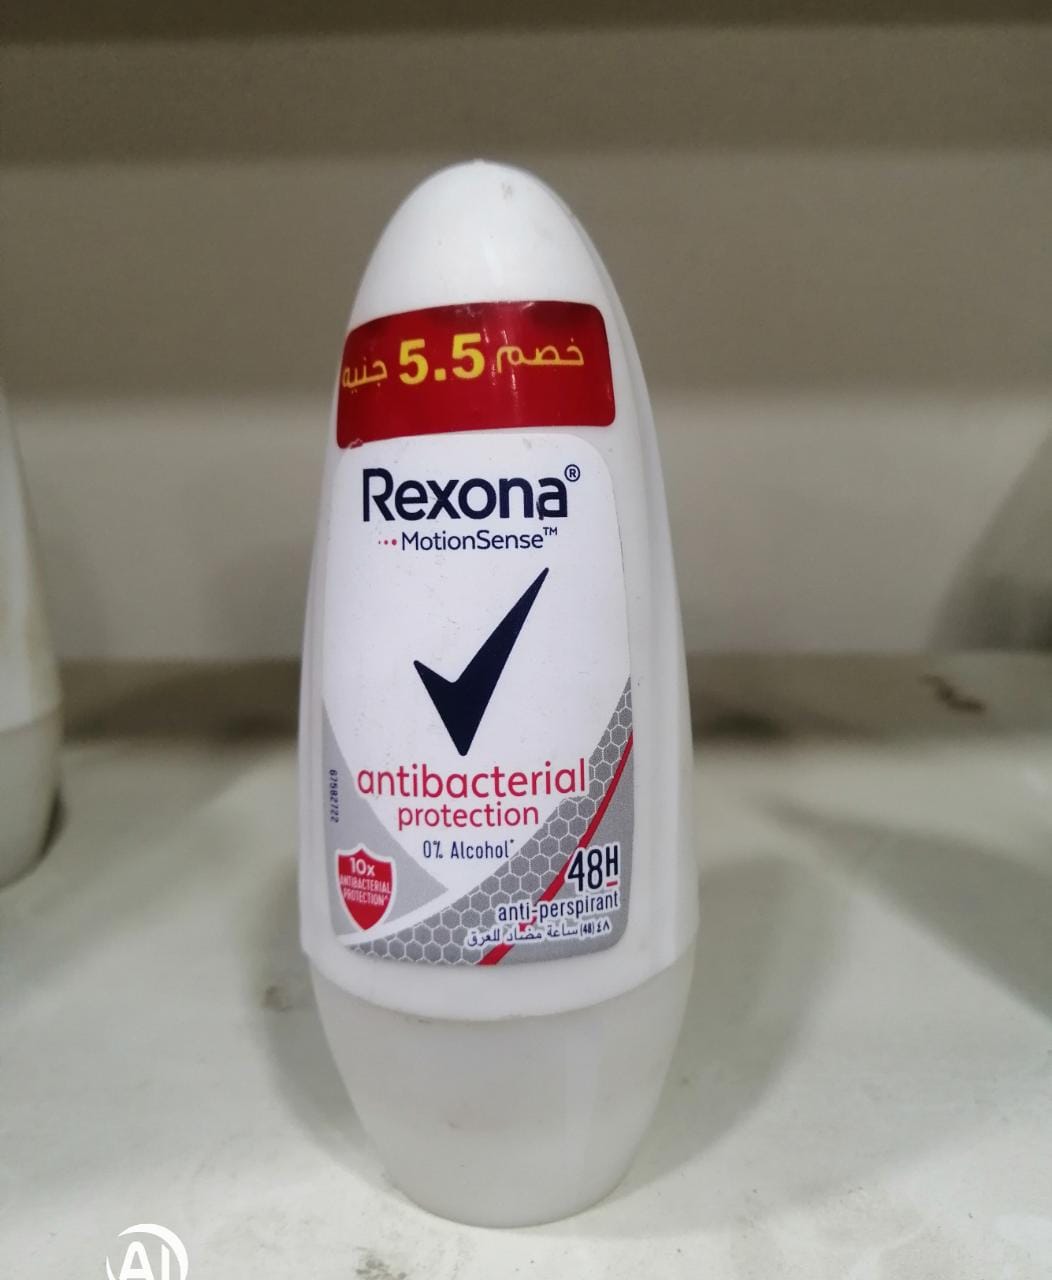 خصم 5.5 جنيه
Rexona®
MotionSense™
antibacterial
protection
0% Alcohol*
67582722
10x
ANTIBACTERIAL
PROTECTION^
48H
anti-perspirant
٤٨ (48) ساعة مضاد للعرق
AI